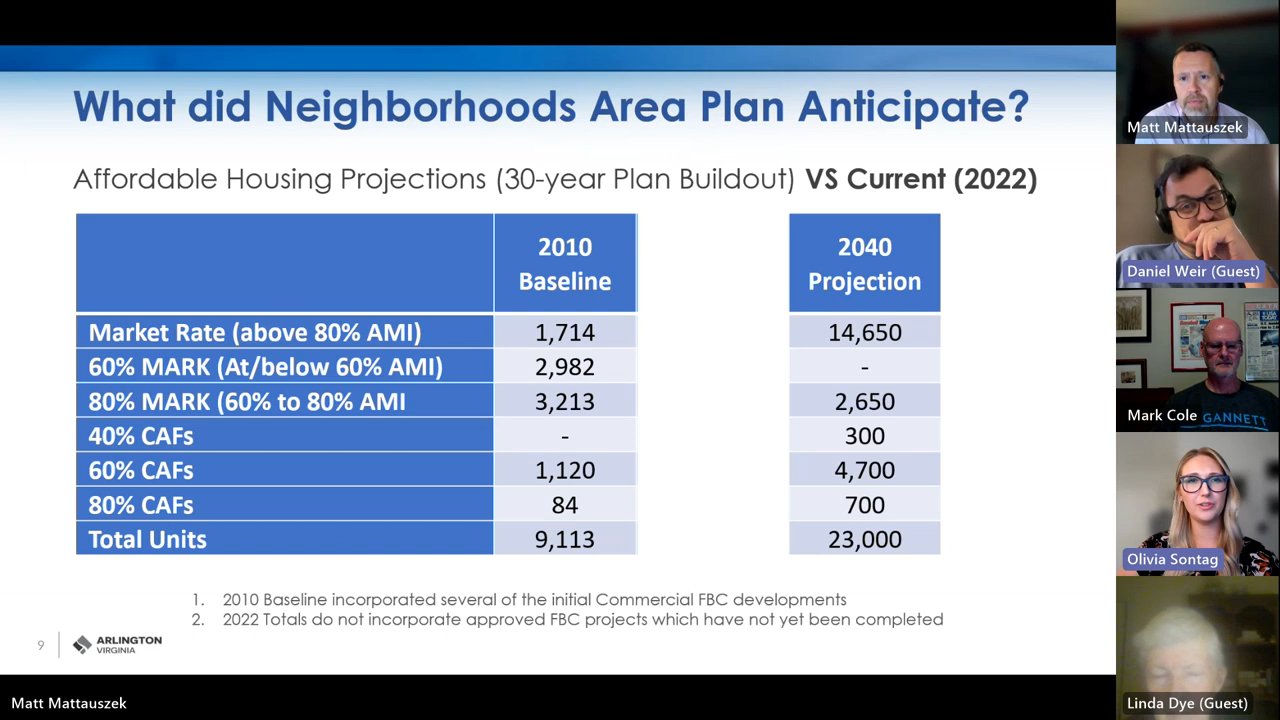 What did Neighborhoods Area Plan Anticipate?
Affordable Housing Projections (30-year Plan Buildout) VS Current (2022)
2010 Baseline
2040 Projection
Market Rate (above 80% AMI) 1,714 14,650
60% MARK (At/below 60% AMI) 2,982 -
80% MARK (60% to 80% AMI 3,213 2,650
40% CAFs - 300
60% CAFs 1,120 4,700
80% CAFs 84 700
Total Units 9,113 23,000
1. 2010 Baseline incorporated several of the initial Commercial FBC developments
2. 2022 Totals do not incorporate approved FBC projects which have not yet been completed
9
ARLINGTON
VIRGINIA
Matt Mattauszek
Matt Mattauszek
Daniel Weir (Guest)
Mark Cole
GANNETT
Olivia Sontag
Linda Dye (Guest)